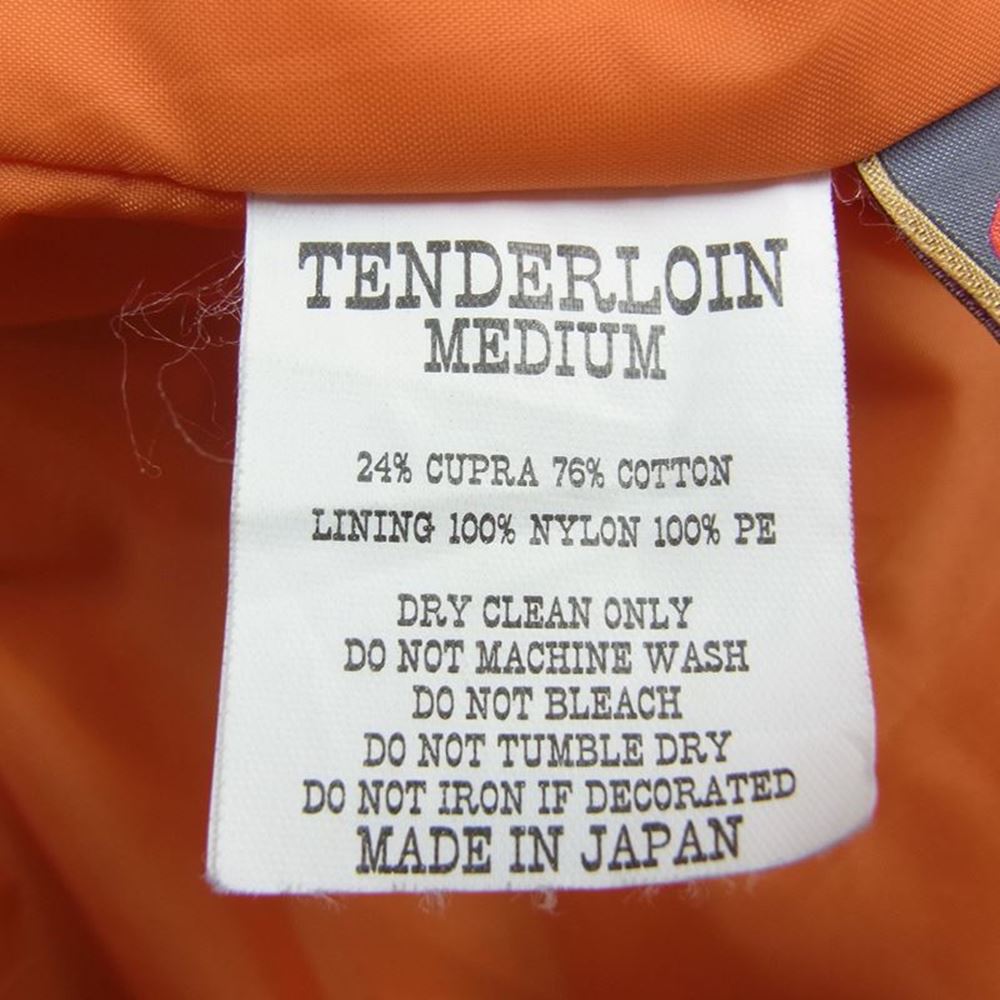 TENDERLOIN
MEDIUM
24% CUPRA 76% COTTON
LINING 100% NYLON 100% PE
DRY CLEAN ONLY
DO NOT MACHINE WASH
DO NOT BLEACH
DO NOT TUMBLE DRY
DO NOT IRON IF DECORATED
MADE IN JAPAN